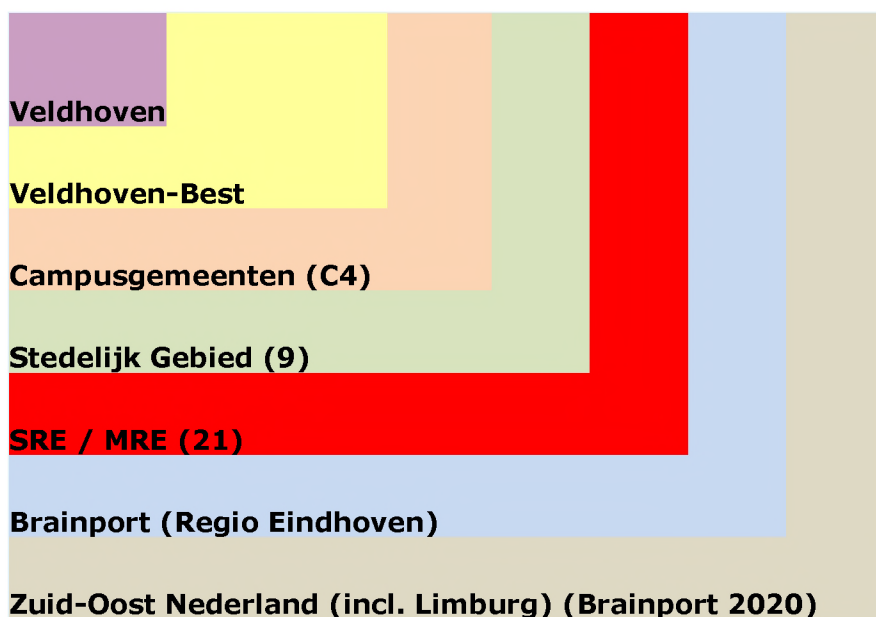 Veldhoven
Veldhoven-Best
Campusgemeenten (C4)
Stedelijk Gebied (9)
SRE / MRE (21)
Brainport (Regio Eindhoven)
Zuid-Oost Nederland (incl. Limburg) (Brainport 2020)